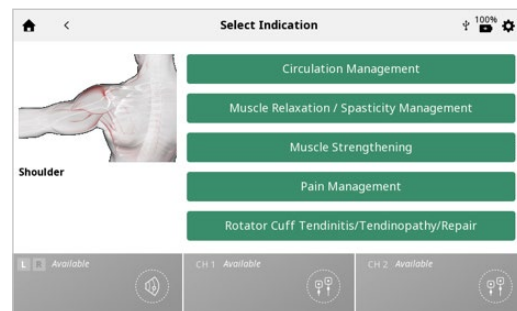 Select Indication
100%
Circulation Management
Muscle Relaxation / Spasticity Management
Muscle Strengthening
Shoulder
Pain Management
Rotator Cuff Tendinitis/Tendinopathy/Repair
L R Available
CH 1 Available
CH 2 Available